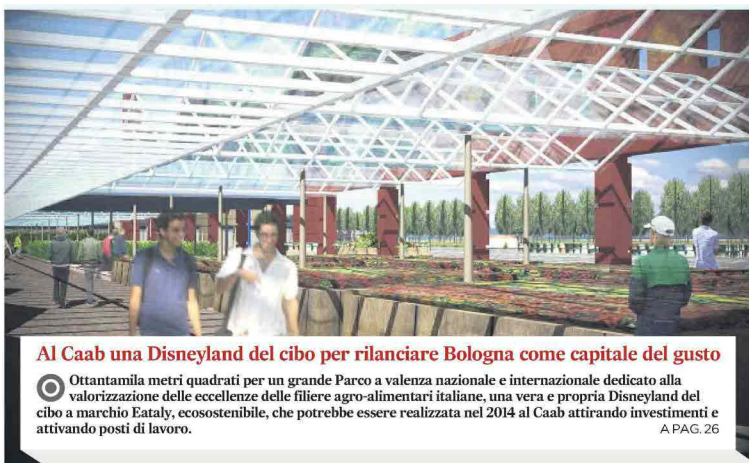 Al Caab una Disneyland del cibo per rilanciare Bologna come capitale del gusto
Ottantamila metri quadrati per un grande Parco a valenza nazionale e internazionale dedicato alla
valorizzazione delle eccellenze delle filiere agro-alimentari italiane, una vera e propria Disneyland del
cibo a marchio Eataly, ecosostenibile, che potrebbe essere realizzata nel 2014 al Caab attirando investimenti e
attivando posti di lavoro. A PAG. 26